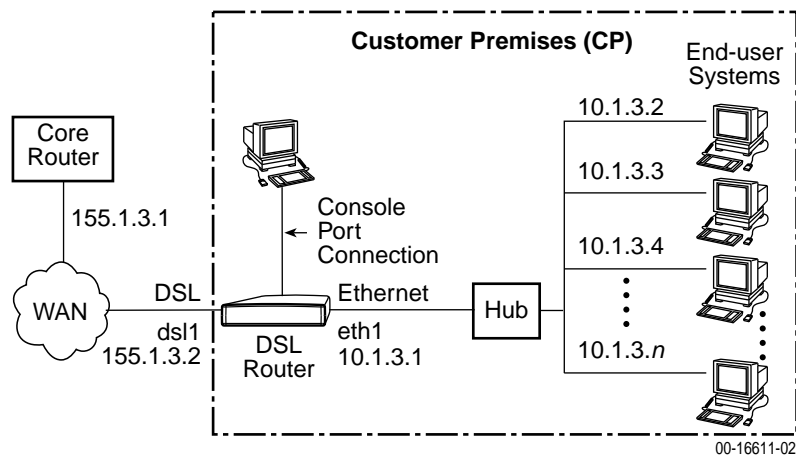 Customer Premises (CP)
End-user
Systems
Core
Router
155.1.3.1
WAN
DSL
dsl1
155.1.3.2
Console
Port
Connection
DSL
Router
Ethernet
eth1
10.1.3.1
Hub
10.1.3.2
10.1.3.3
10.1.3.4
10.1.3.n
00-16611-02